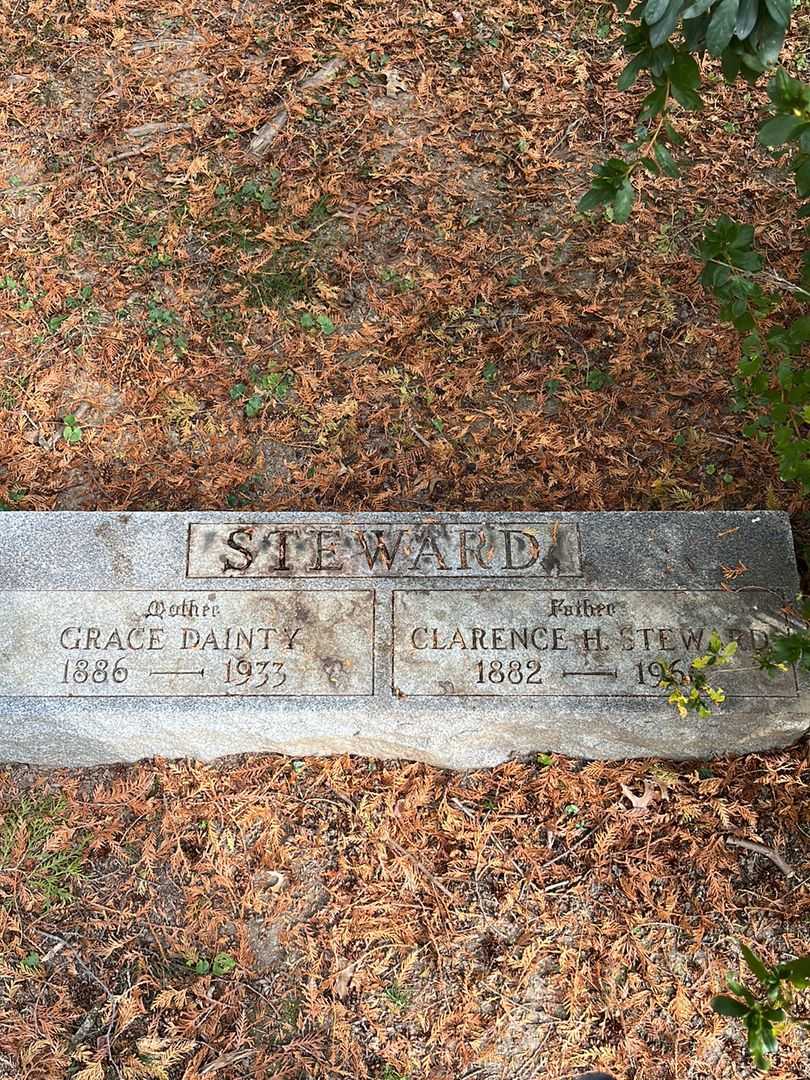 STEWARD
Mother
GRACE DAINTY
1886 — 1933
Father
CLARENCE H. STEWARD
1882 —